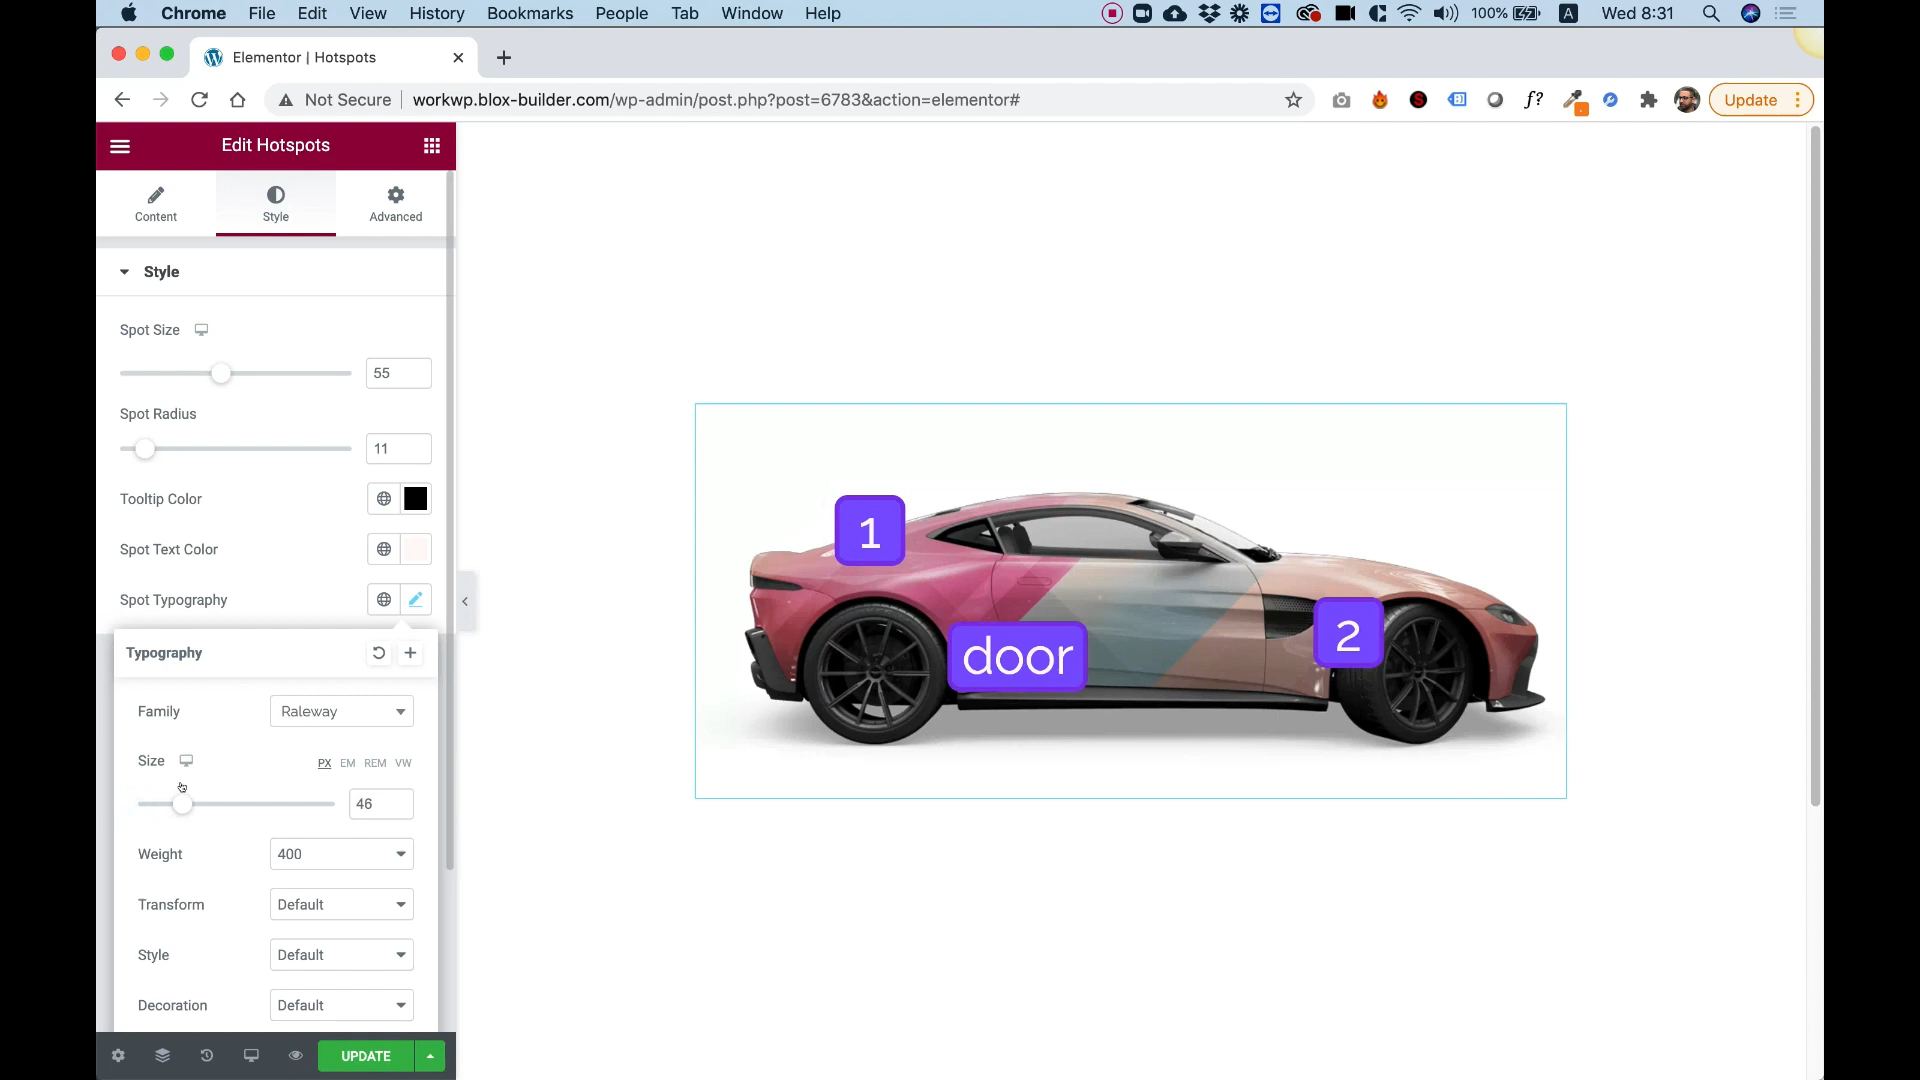 Chrome File Edit View History Bookmarks People Tab Window Help 100% A Wed 8:31
Elementor | Hotspots
Not Secure workwp.blox-builder.com/wp-admin/post.php?post=6783&action=elementor# S f? Update
Edit Hotspots
Content Style Advanced
Style
Spot Size
55
Spot Radius
11
Tooltip Color
Spot Text Color
Spot Typography
Typography
Family Raleway
Size PX EM REM VW
46
Weight 400
Transform Default
Style Default
Decoration Default
UPDATE
1
2
door